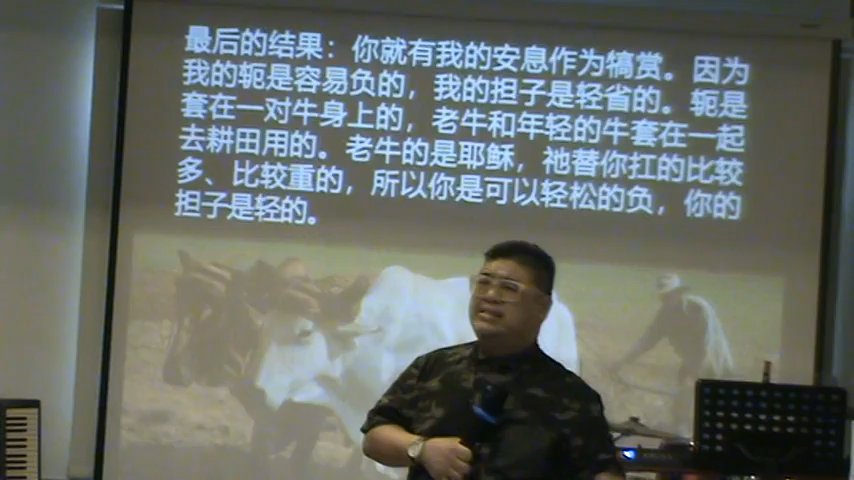 最后的结果：你就有我的安息作为犒赏。因为
我的轭是容易负的，我的担子是轻省的。轭是
套在一对牛身上的，老牛和年轻的牛套在一起
去耕田用的。老牛的是耶稣，祂替你扛的比较
多、比较重的，所以你是可以轻松的负，你的
担子是轻的。